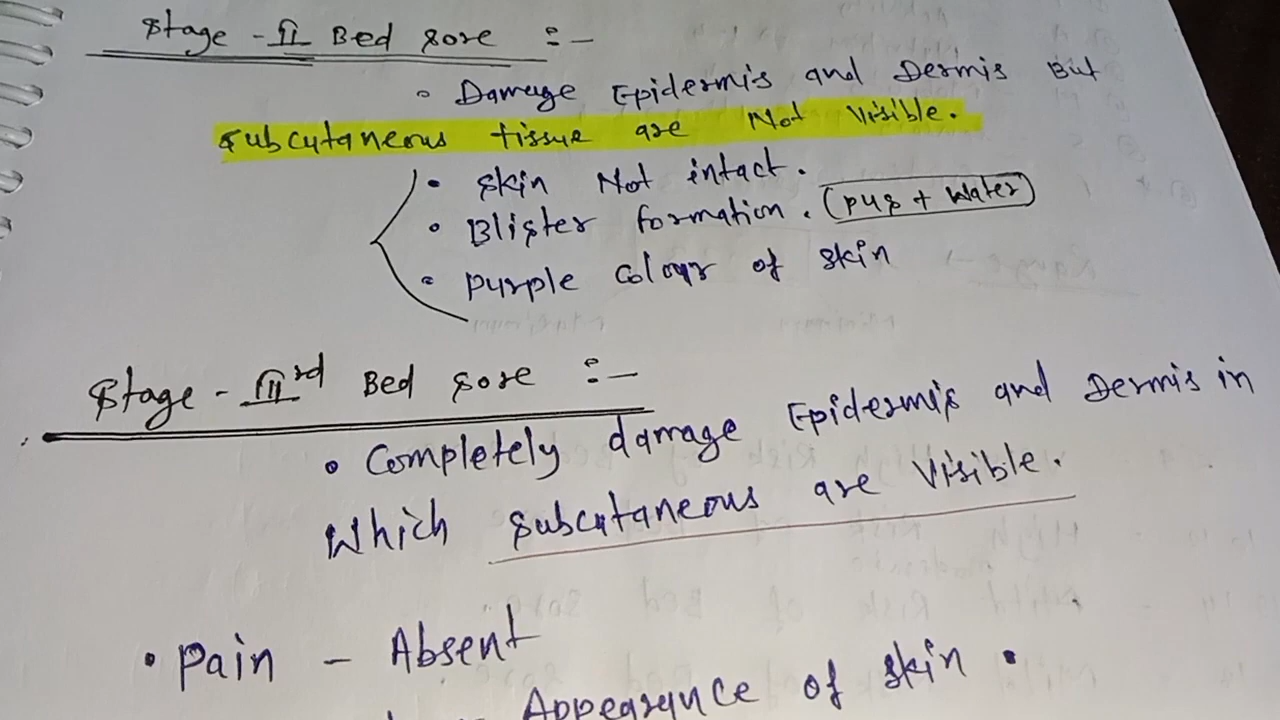 Stage - II Bed sore :-
• Damage Epidermis and Dermis But
subcutaneous tissue are Not Visible.
• skin Not intact.
• Blister formation. (pus + water)
• purple colour of skin
Stage - IIIrd Bed sore :-
• Completely damage Epidermis and Dermis in
which subcutaneous are visible.
• pain - Absent
Appearance of skin.